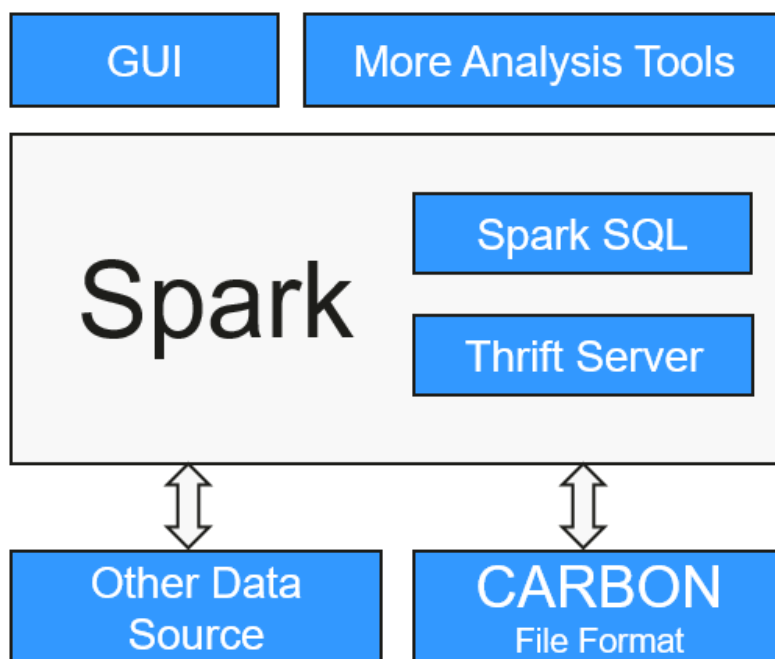 GUI
More Analysis Tools
Spark
Spark SQL
Thrift Server
Other Data
Source
CARBON
File Format